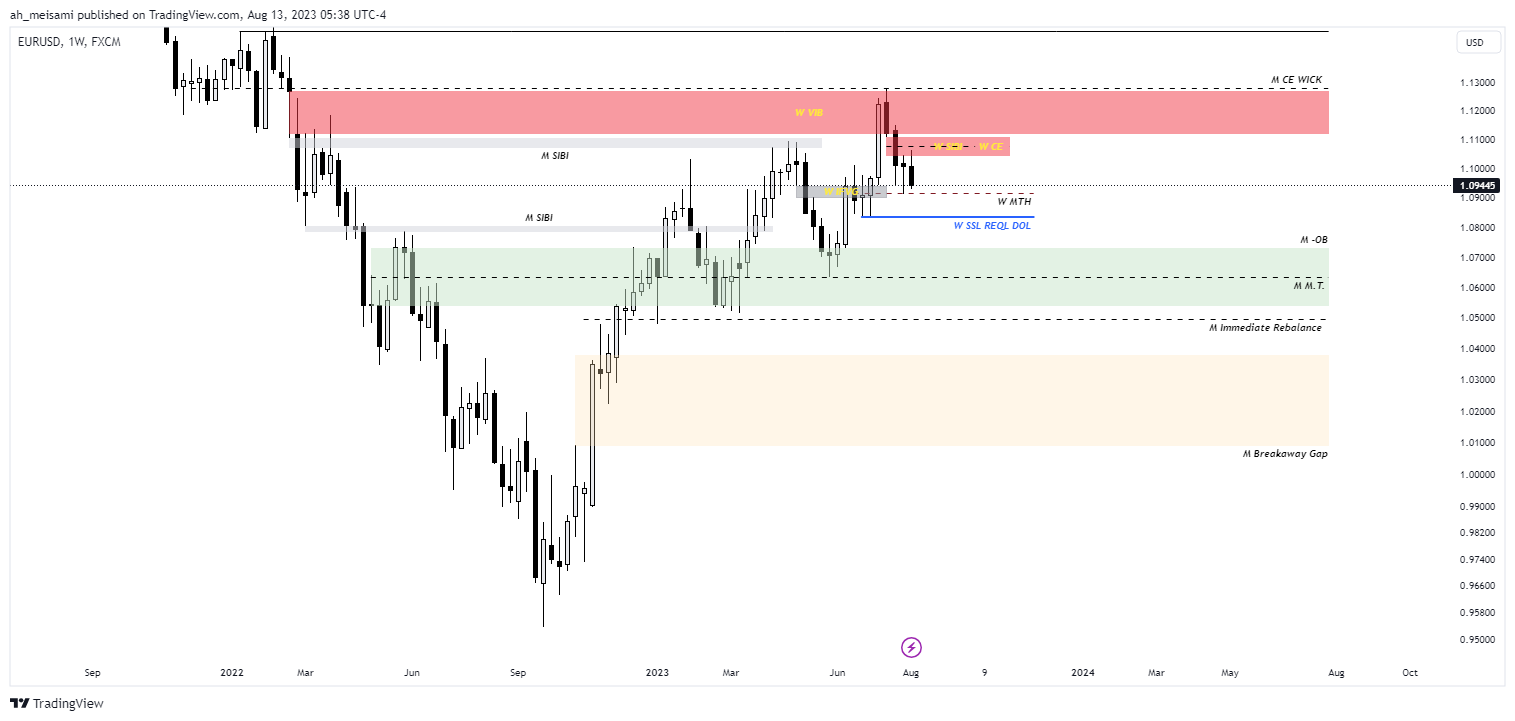 ah_meisami published on TradingView.com, Aug 13, 2023 05:38 UTC-4
EURUSD, 1W, FXCM
USD
M CE WICK
1.13000
W VIB
1.12000
1.11000
W CE
M SIBI
1.10000
1.09445
1.09000
W MTH
M SIBI
W SSL REQL DOL
1.08000
M -OB
1.07000
M M.T.
1.06000
1.05000
M Immediate Rebalance
1.04000
1.03000
1.02000
1.01000
M Breakaway Gap
1.00000
0.99000
0.98200
0.97400
0.96600
0.95800
0.95000
Sep 2022 Mar Jun Sep 2023 Mar Jun Aug 9 2024 Mar May Aug Oct
TradingView